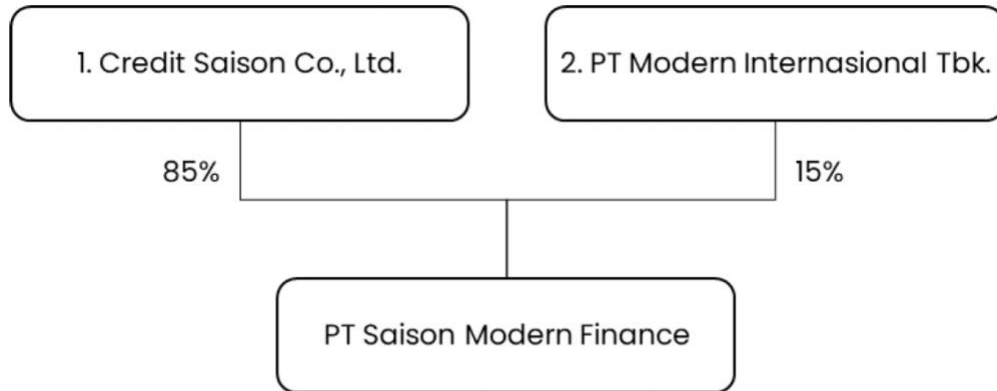 1. Credit Saison Co., Ltd.
2. PT Modern Internasional Tbk.
85%
15%
PT Saison Modern Finance